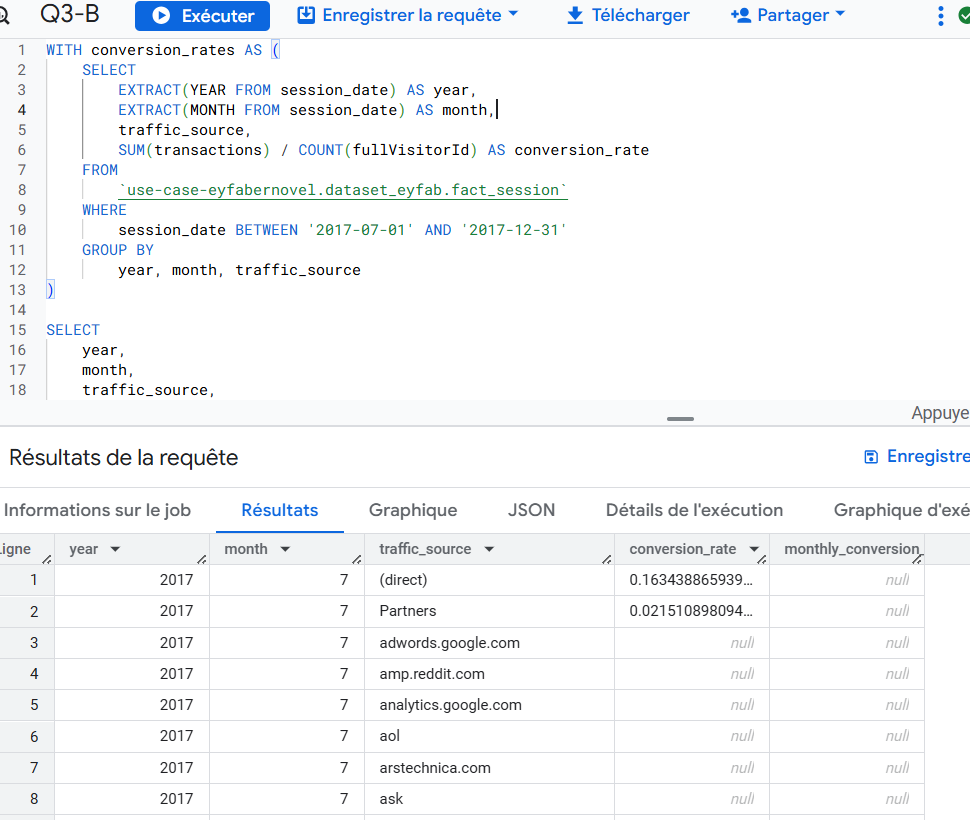 Q3-B Exécuter Enregistrer la requête Télécharger Partager
1 WITH conversion_rates AS (
2 SELECT
3 EXTRACT(YEAR FROM session_date) AS year,
4 EXTRACT(MONTH FROM session_date) AS month,
5 traffic_source,
6 SUM(transactions) / COUNT(fullVisitorId) AS conversion_rate
7 FROM
8 `use-case-eyfabernovel.dataset_eyfab.fact_session`
9 WHERE
10 session_date BETWEEN '2017-07-01' AND '2017-12-31'
11 GROUP BY
12 year, month, traffic_source
13 )
14
15 SELECT
16 year,
17 month,
18 traffic_source,
Appuye
Résultats de la requête Enregistre
Informations sur le job Résultats Graphique JSON Détails de l'exécution Graphique d'exé
igne year month traffic_source conversion_rate monthly_conversion_
1 2017 7 (direct) 0.163438865939... null
2 2017 7 Partners 0.021510898094... null
3 2017 7 adwords.google.com null null
4 2017 7 amp.reddit.com null null
5 2017 7 analytics.google.com null null
6 2017 7 aol null null
7 2017 7 arstechnica.com null null
8 2017 7 ask null null